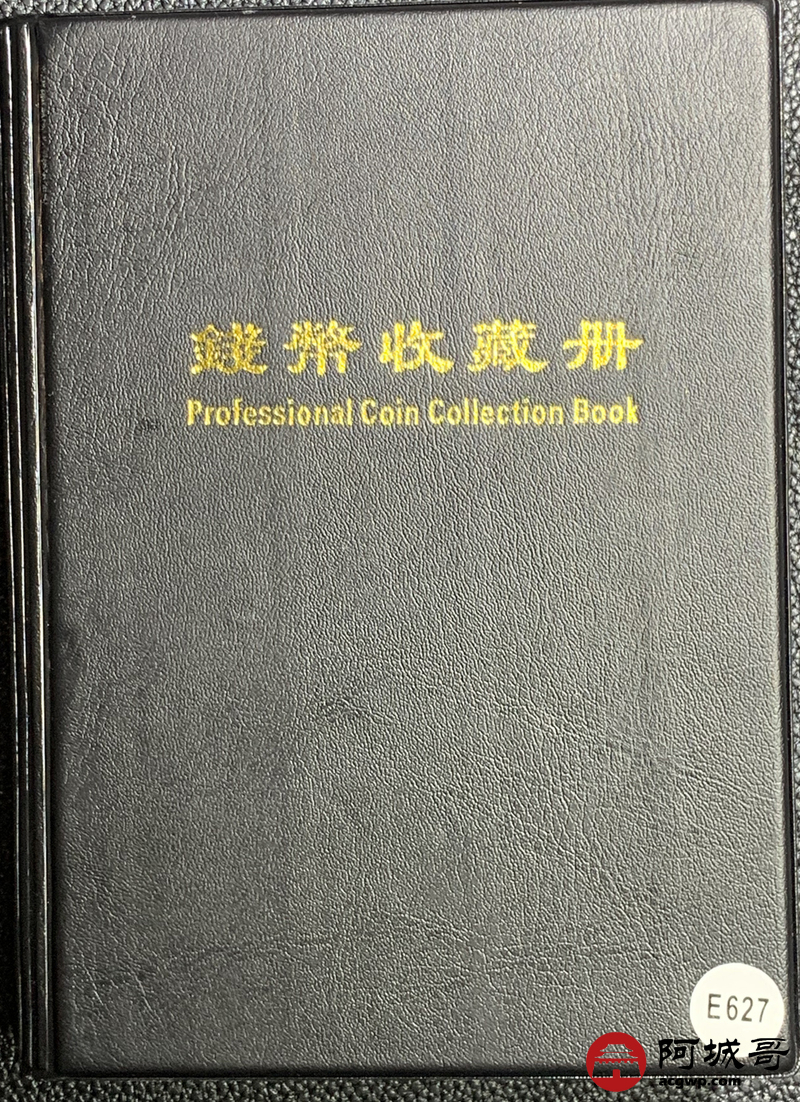 錢幣收藏册
Professional Coin Collection Book
E627
阿城哥
acgwp.com